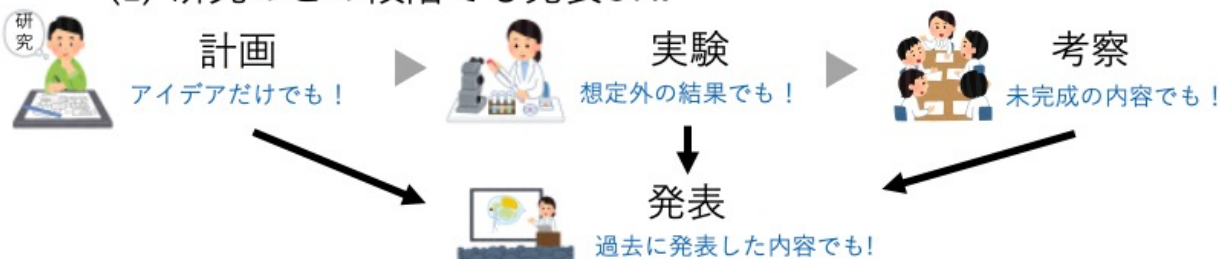 研究
計画
アイデアだけでも！
実験
想定外の結果でも！
考察
未完成の内容でも！
発表
過去に発表した内容でも!